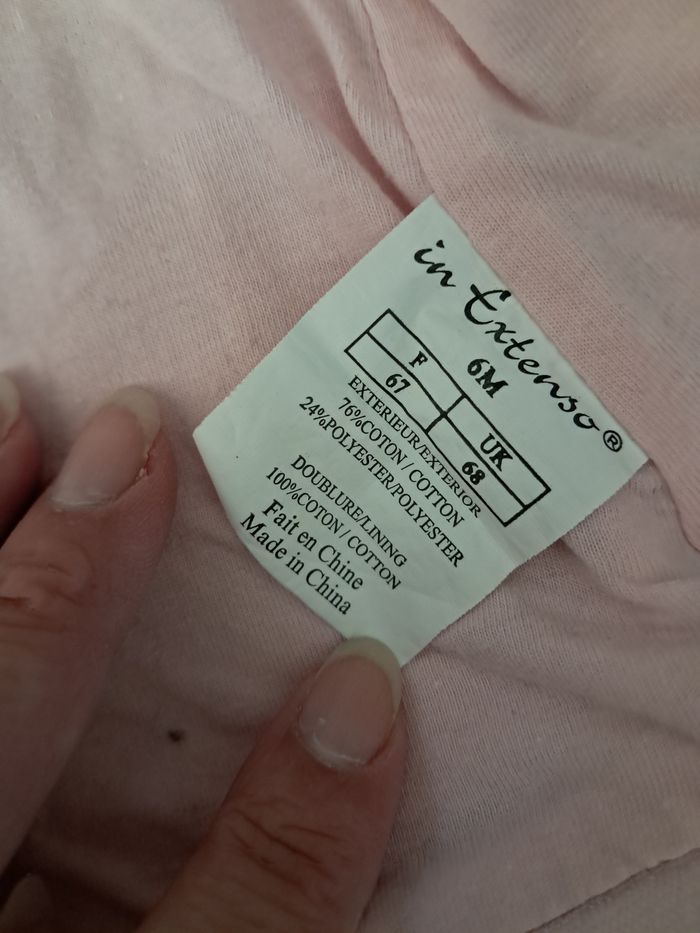 in Extenso®
6M
F UK
67 68
EXTERIEUR/EXTERIOR
76%COTON / COTTON
24%POLYESTER/POLYESTER
DOUBLURE/LINING
100%COTON / COTTON
Fait en Chine
Made in China